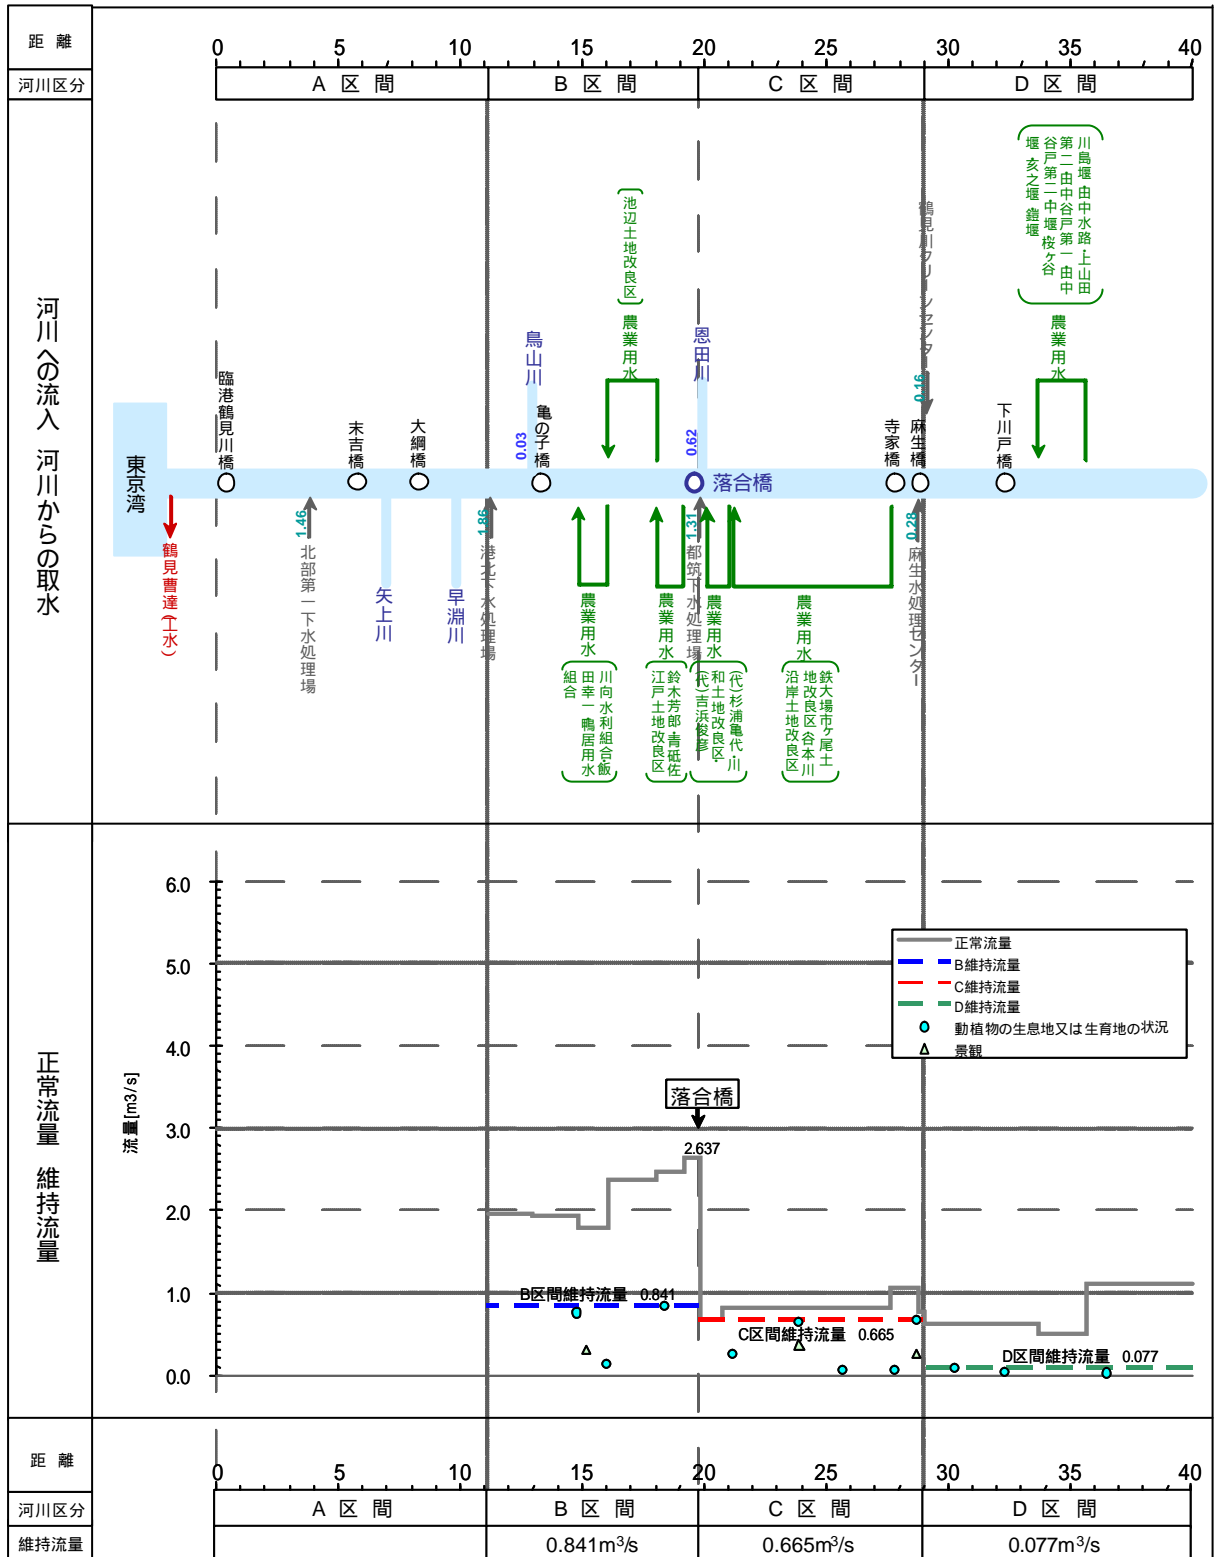 距 離
0 5 10 15 20 25 30 35 40
河川区分
A 区 間
B 区 間
C 区 間
D 区 間
河川への流入 河川からの取水
東京湾
鶴見曹達(工水)
臨港鶴見川橋
末吉橋
大綱橋
鳥山川
0.03
亀の子橋
池辺土地改良区
農業用水
恩田川
0.62
落合橋
寺家橋
麻生橋
鶴見川クリーンセンター
0.16
下川戸橋
川島堰・由中水路・上山田
第二・由中谷戸第一・由中
谷戸第二・中堰・桜ヶ谷
堰・亥之堰・鎧堰
農業用水
1.46
北部第一下水処理場
矢上川
早淵川
1.86
港北下水処理場
農業用水
川向水利組合・飯
田幸一・鴨居用水
組合
農業用水
鈴木芳郎・青砥佐
江戸土地改良区
1.31
都筑下水処理場
農業用水
(代)杉浦亀代・川
和土地改良区・
(代)吉浜俊彦
農業用水
鉄大場市ヶ尾土
地改良区・谷本川
沿岸土地改良区
0.28
麻生水処理センター
正常流量 維持流量
流量[m3/s]
6.0
5.0
4.0
3.0
2.0
1.0
0.0
正常流量
B維持流量
C維持流量
D維持流量
動植物の生息地又は生育地の状況
景観
落合橋
2.637
B区間維持流量 0.841
C区間維持流量 0.665
D区間維持流量 0.077
距 離
0 5 10 15 20 25 30 35 40
河川区分
A 区 間
B 区 間
C 区 間
D 区 間
維持流量
0.841m³/s
0.665m³/s
0.077m³/s